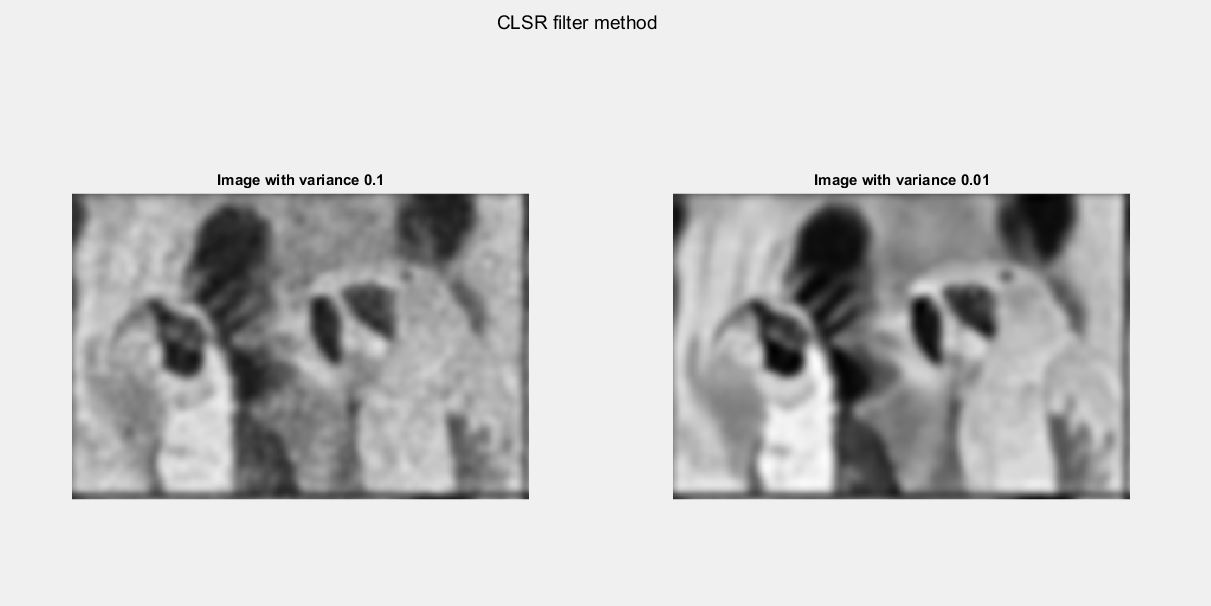 CLSR filter method
Image with variance 0.1
Image with variance 0.01